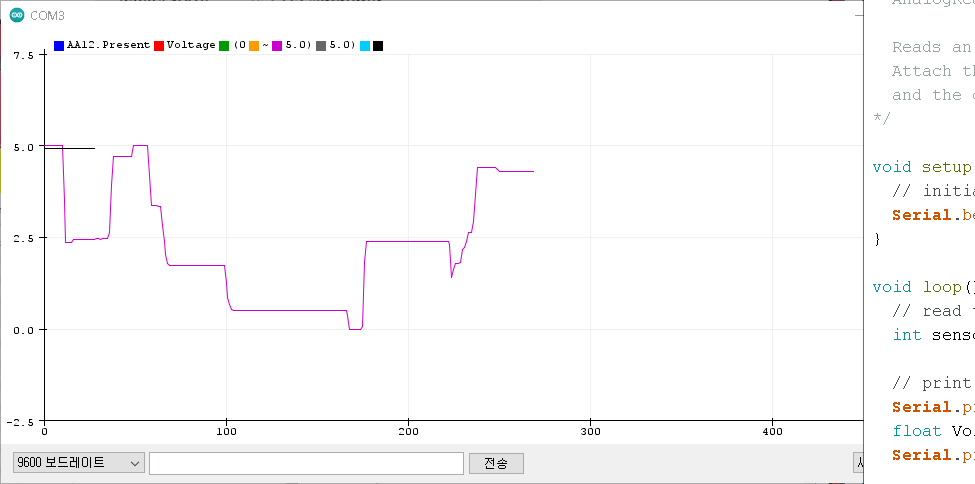 COM3
AA12.Present Voltage (0 ~ 5.0) 5.0)
7.5
5.0
2.5
0.0
-2.5
0 100 200 300 400
9600 보드레이트
전송
Reads an
Attach th
and the
*/
void setup
// initia
Serial.be
}
void loop()
// read
int senso
// print
Serial.pr
float Vol
Serial.pr